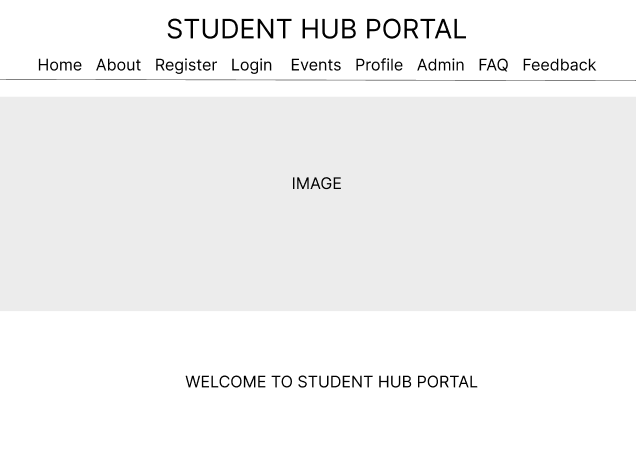 STUDENT HUB PORTAL
Home About Register Login Events Profile Admin FAQ Feedback
IMAGE
WELCOME TO STUDENT HUB PORTAL